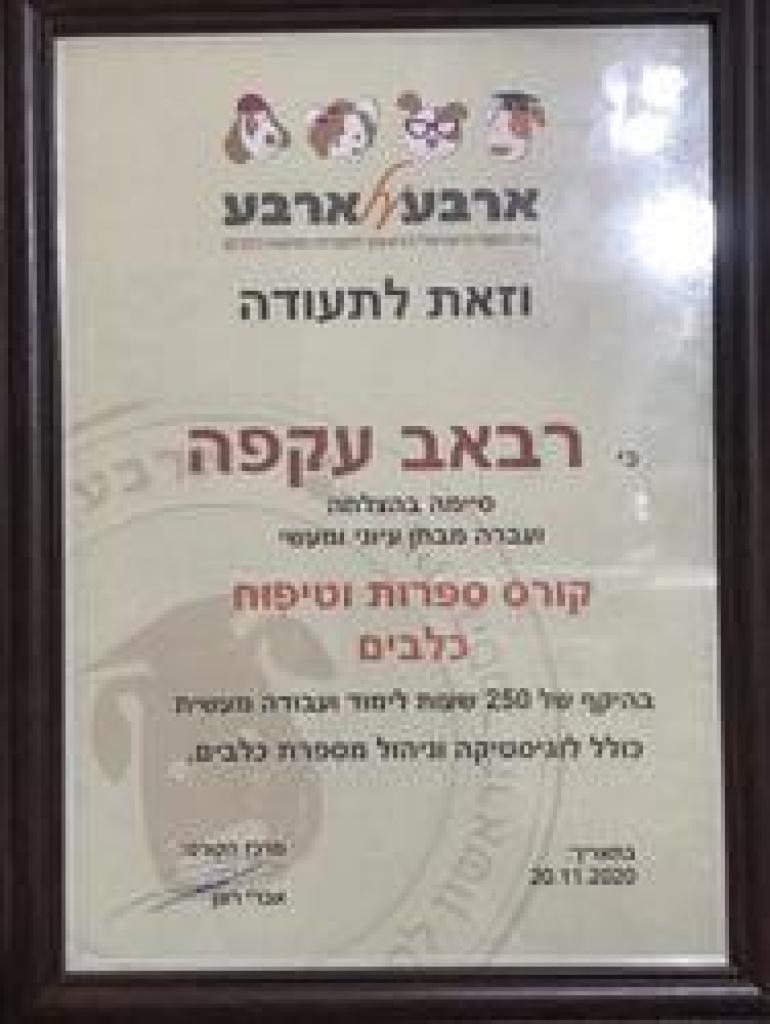 ארבע על ארבע
וזאת לתעודה
כי רבאב עקפה
סיימה בהצלחה
ועברה מבחן עיוני ומעשי
קורס ספרות וטיפוח
כלבים
בהיקף של 250 שעות לימוד ועבודה מעשית
כולל לוגיסטיקה וניהול מספרת כלבים.
בתאריך
20.11.2020
מרכז הקורס: